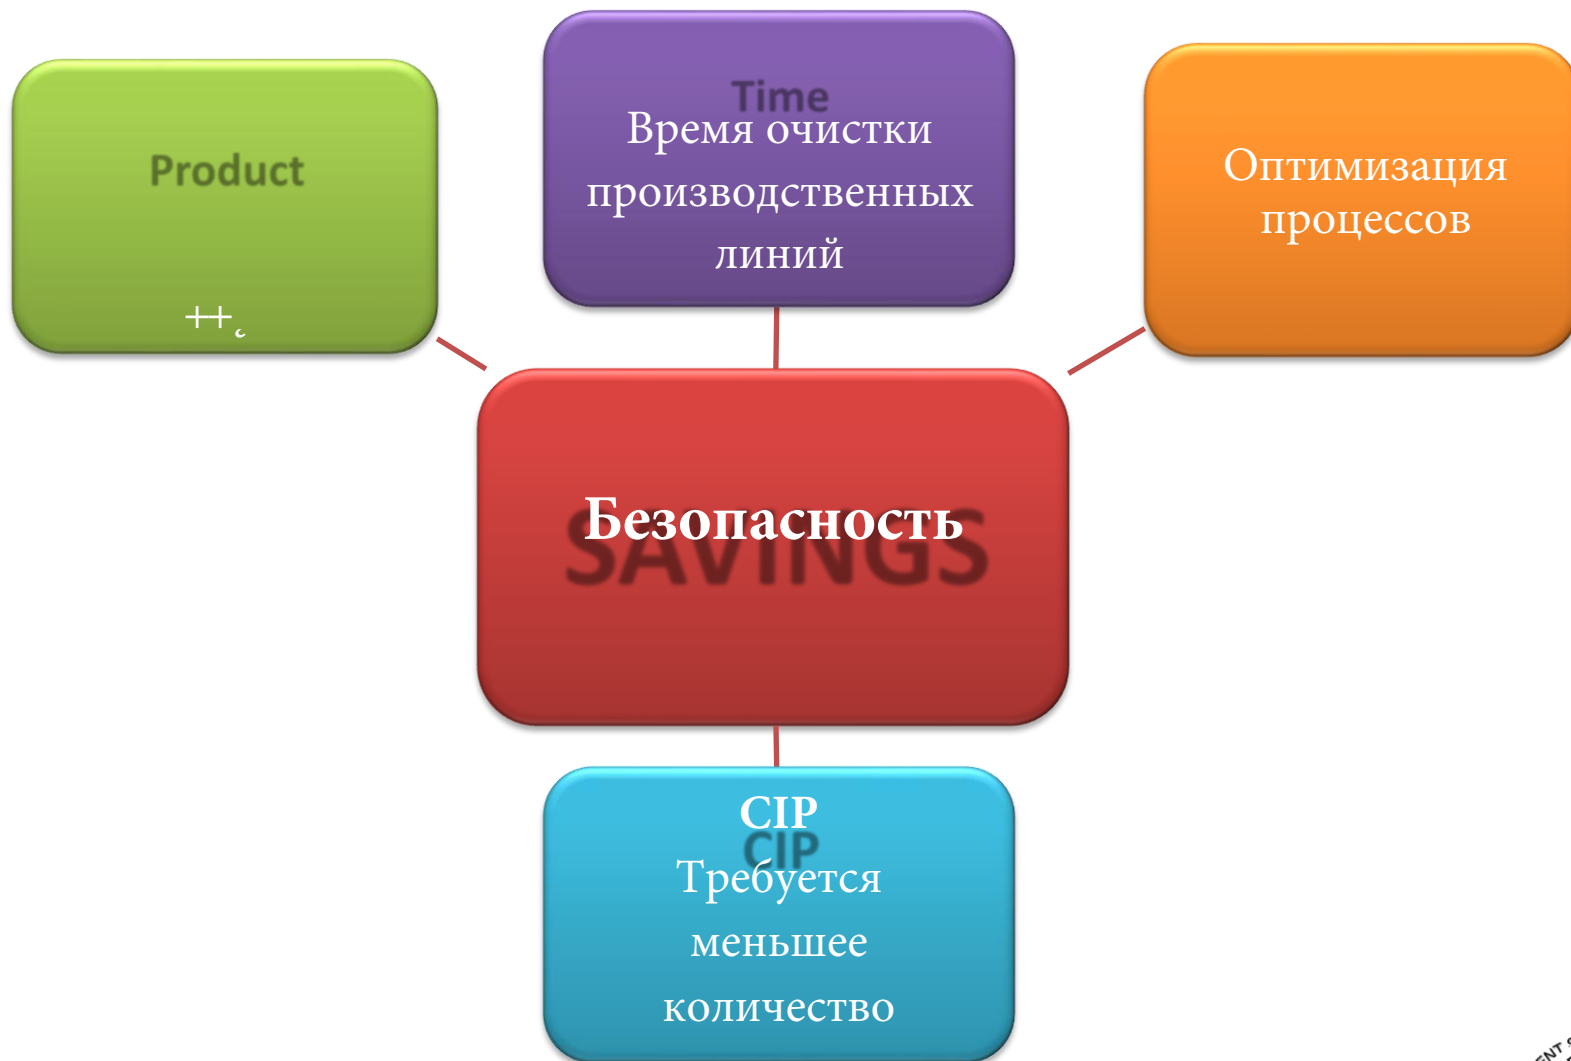 Product
++
Time
Время очистки
производственных
линий
Оптимизация
процессов
Безопасность
SAVINGS
CIP
CIP
Требуется
меньшее
количество